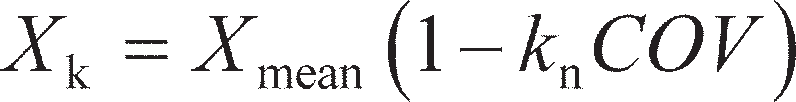 X_k = X_mean (1 − k_n COV)